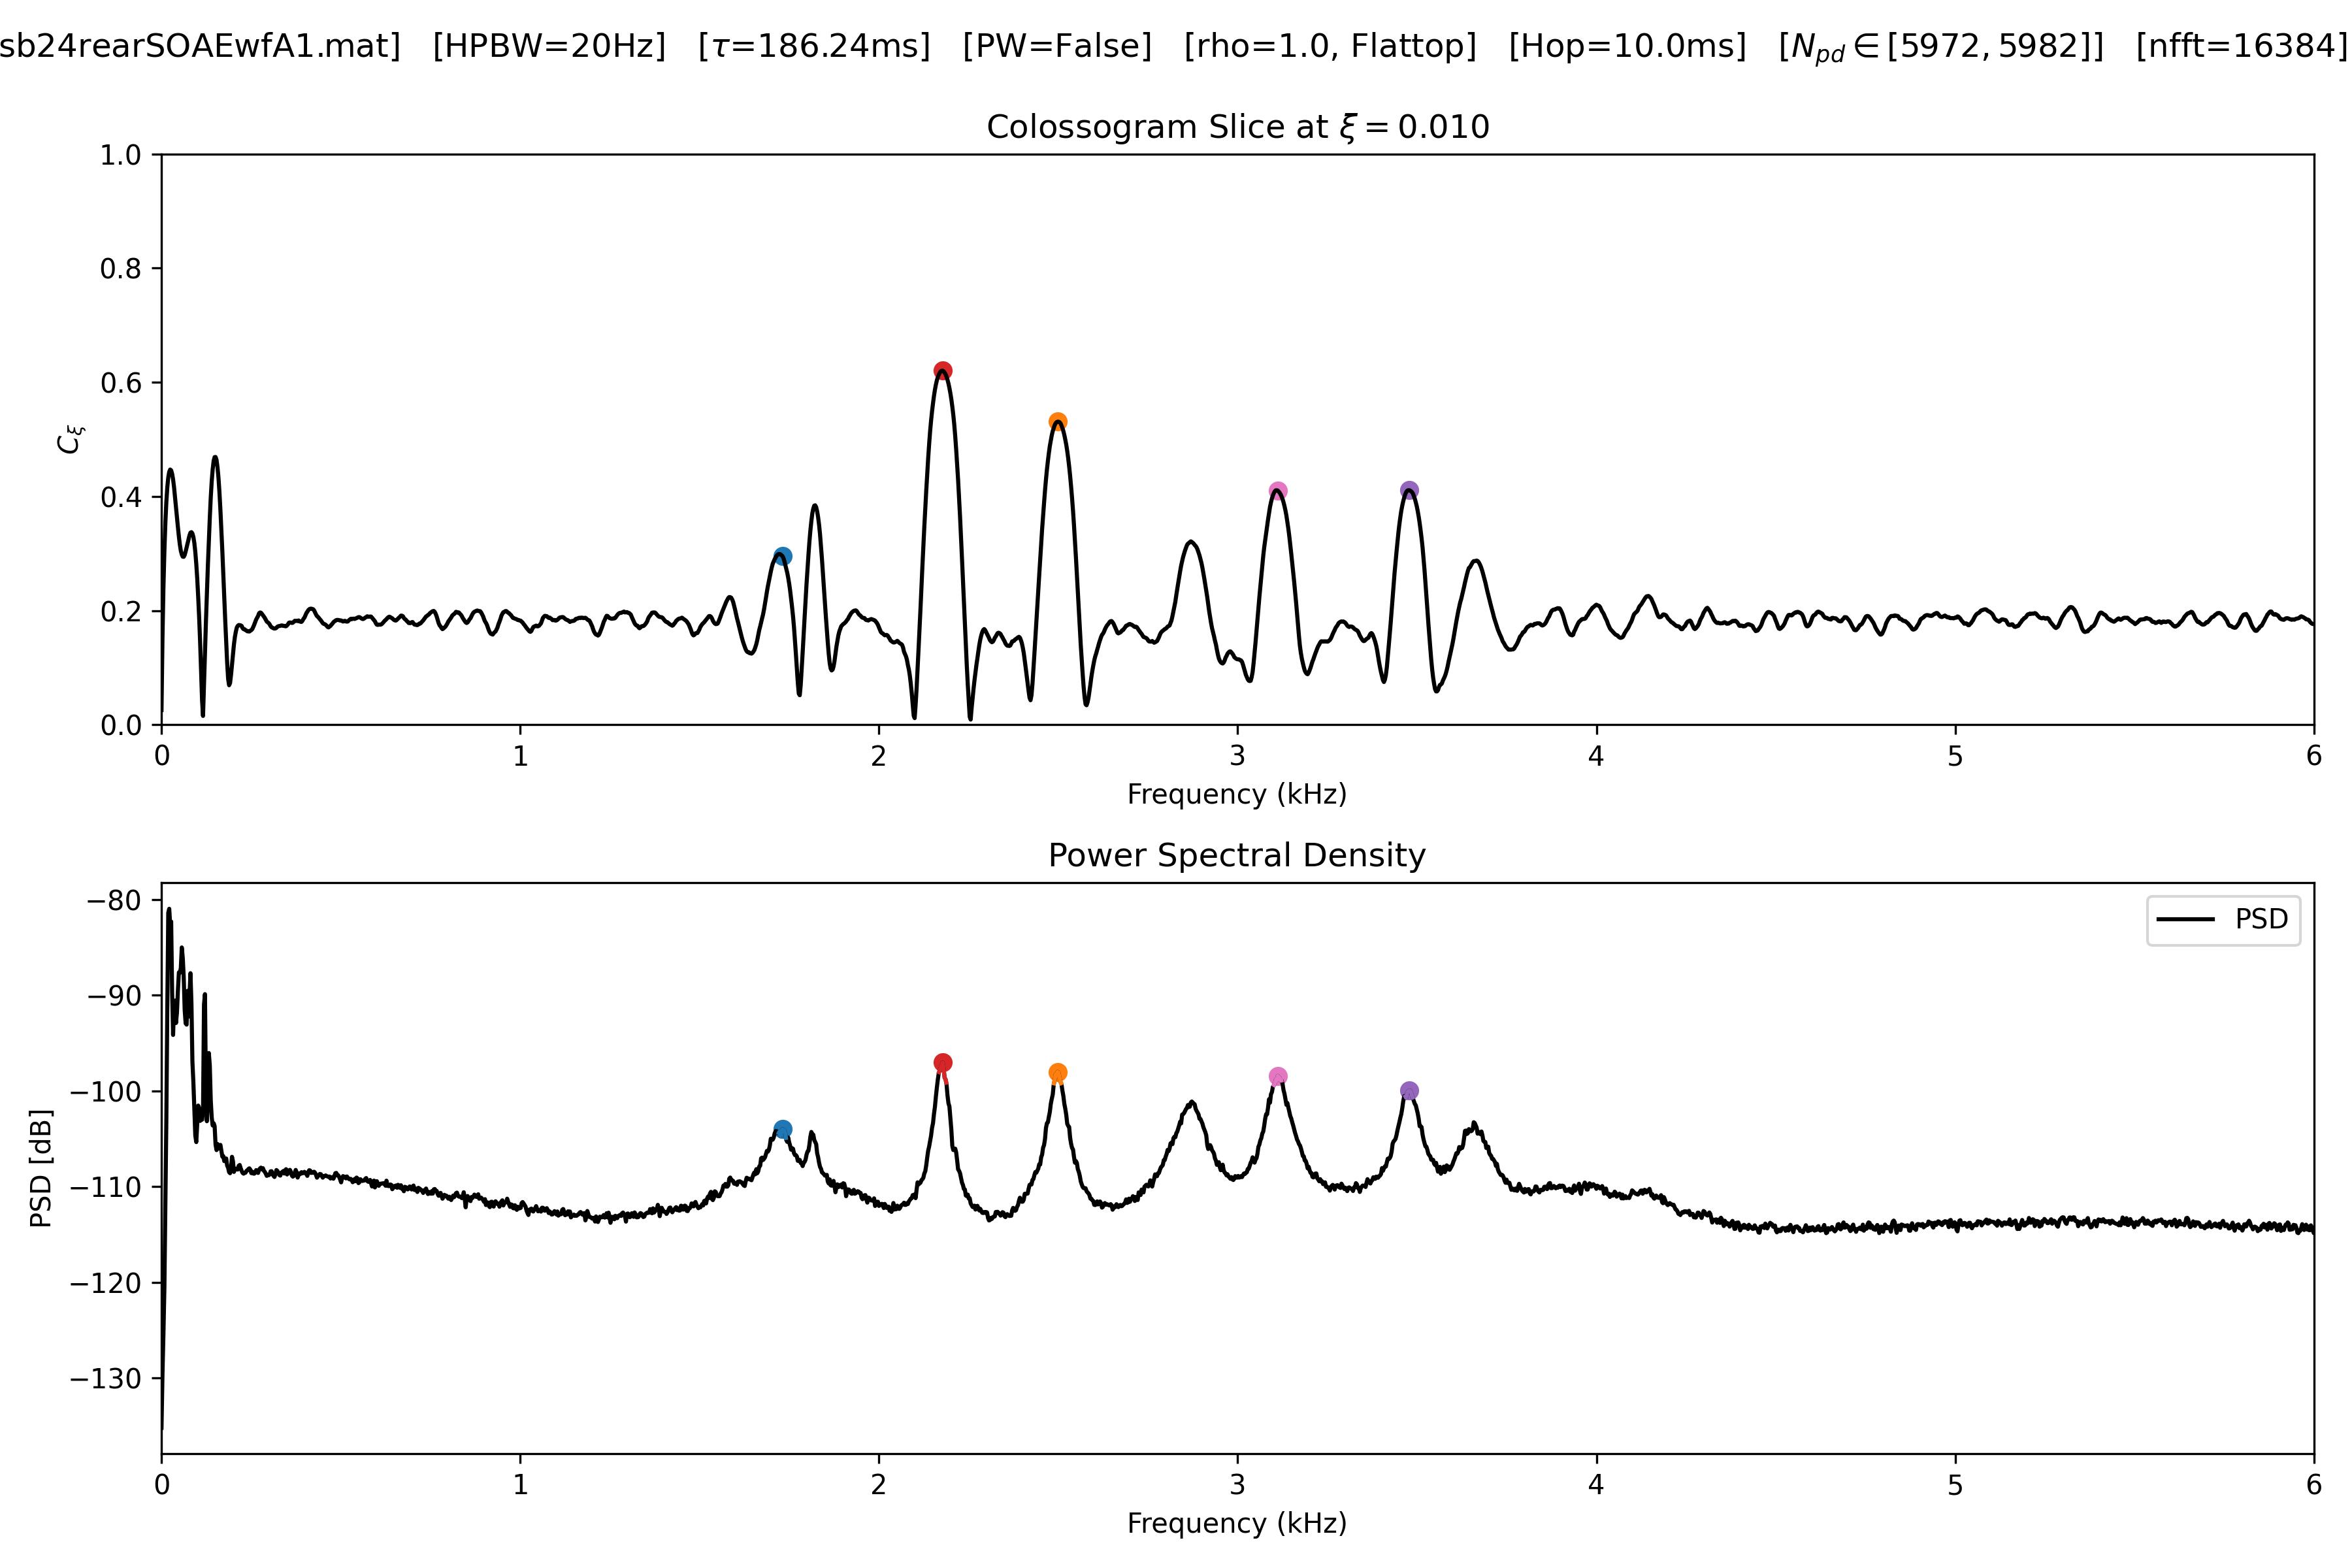 sb24rearSOAEwfA1.mat] [HPBW=20Hz] [τ=186.24ms] [PW=False] [rho=1.0, Flattop] [Hop=10.0ms] [N_pd ∈ [5972, 5982]] [nfft=16384]
Colossogram Slice at ξ = 0.010
1.0
0.8
0.6
0.4
0.2
0.0
C_ξ
0 1 2 3 4 5 6
Frequency (kHz)
Power Spectral Density
−80
−90
−100
−110
−120
−130
PSD [dB]
PSD
0 1 2 3 4 5 6
Frequency (kHz)